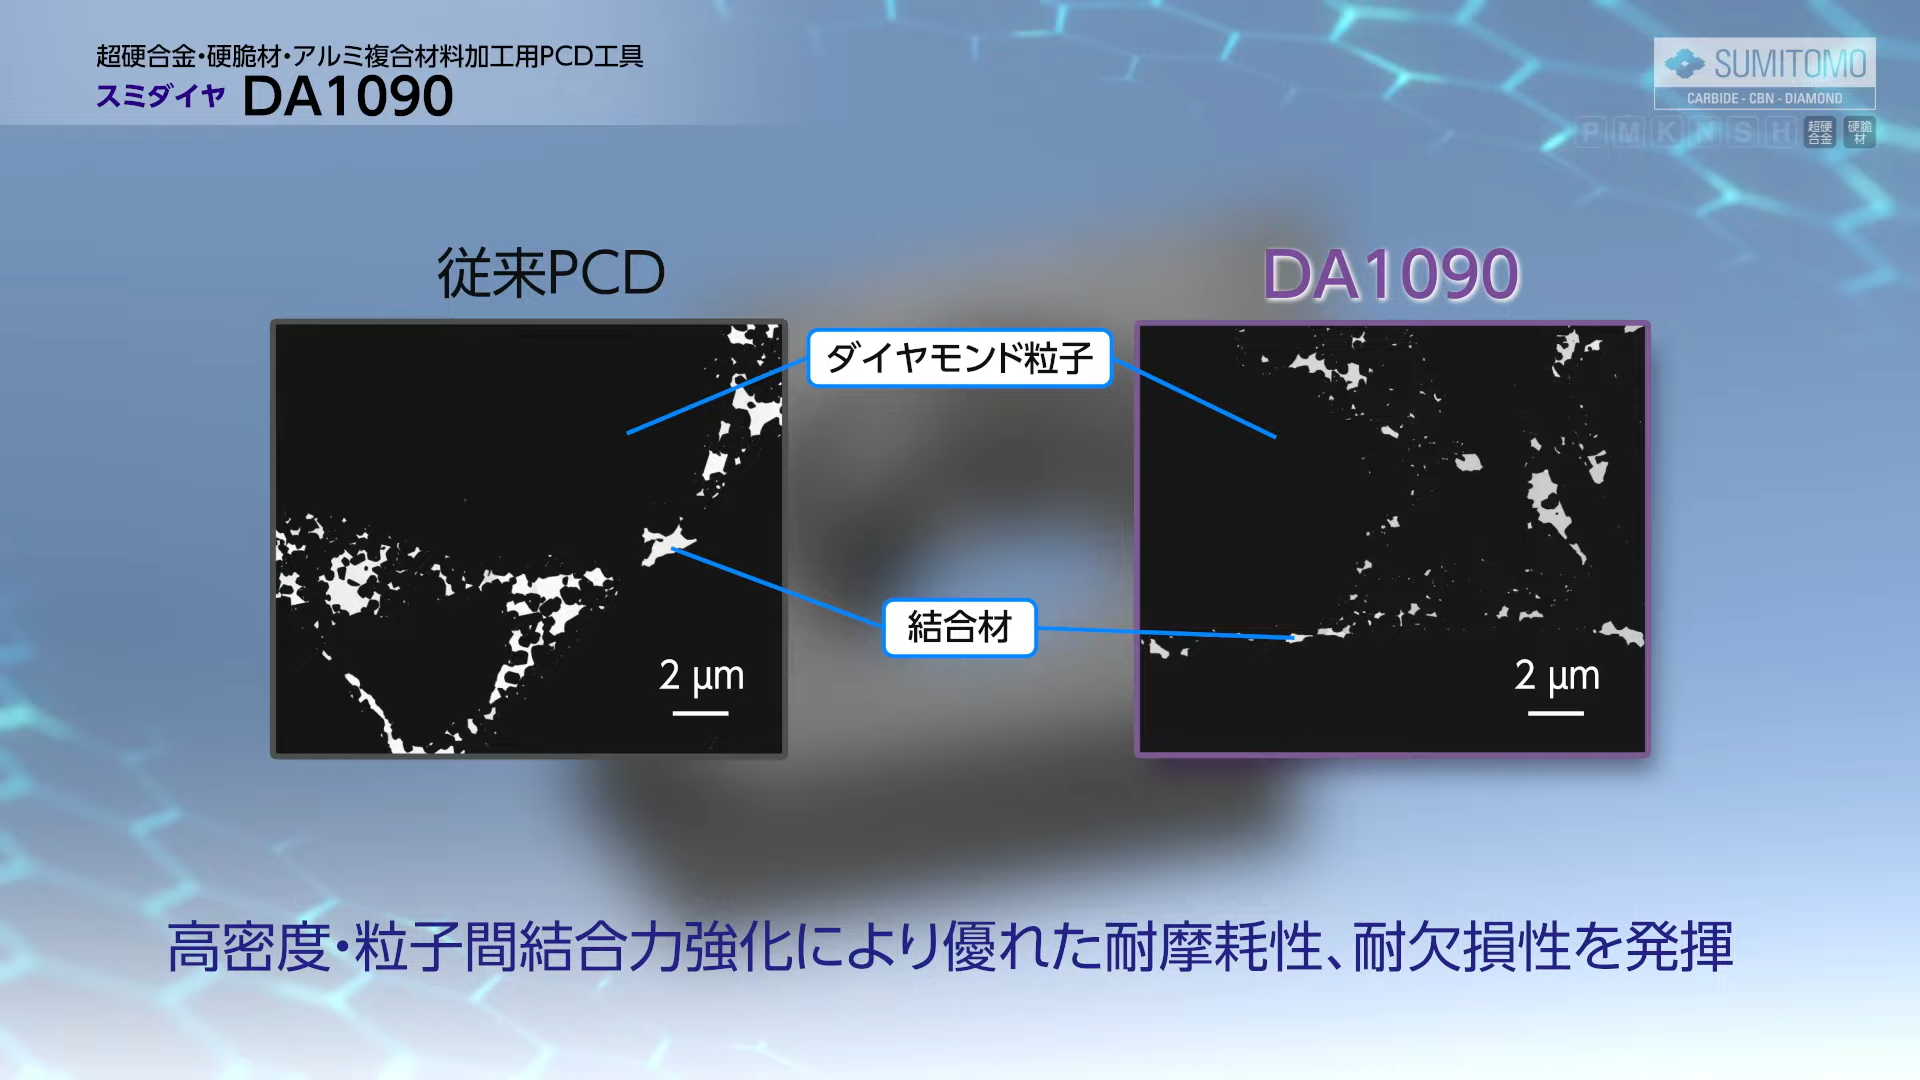 超硬合金・硬脆材・アルミ複合材料加工用PCD工具
スミダイヤ DA1090
SUMITOMO
CARBIDE - CBN - DIAMOND
P M K N S H 超硬合金 硬脆材
従来PCD
DA1090
ダイヤモンド粒子
結合材
2 μm
2 μm
高密度・粒子間結合力強化により優れた耐摩耗性、耐欠損性を発揮